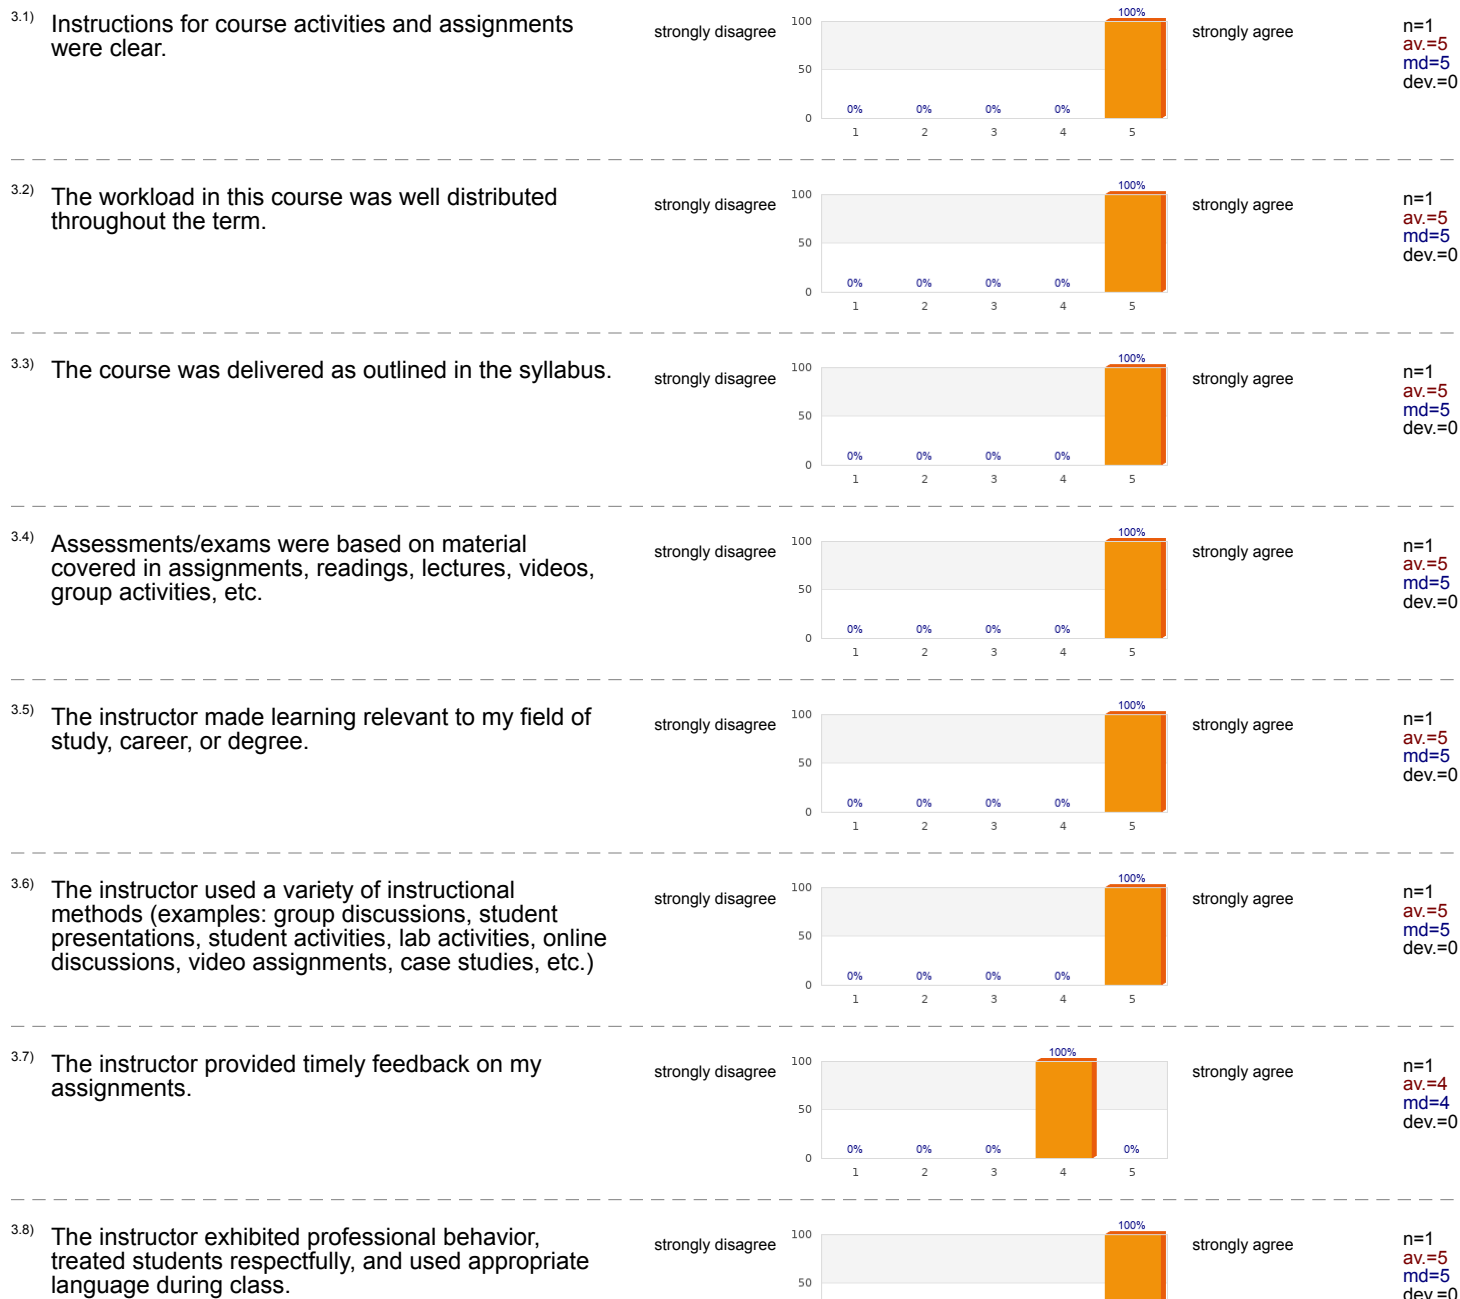 3.1) Instructions for course activities and assignments
were clear.
strongly disagree
100
50
0
0% 0% 0% 0% 100%
1 2 3 4 5
strongly agree
n=1
av.=5
md=5
dev.=0
3.2) The workload in this course was well distributed
throughout the term.
strongly disagree
100
50
0
0% 0% 0% 0% 100%
1 2 3 4 5
strongly agree
n=1
av.=5
md=5
dev.=0
3.3) The course was delivered as outlined in the syllabus.
strongly disagree
100
50
0
0% 0% 0% 0% 100%
1 2 3 4 5
strongly agree
n=1
av.=5
md=5
dev.=0
3.4) Assessments/exams were based on material
covered in assignments, readings, lectures, videos,
group activities, etc.
strongly disagree
100
50
0
0% 0% 0% 0% 100%
1 2 3 4 5
strongly agree
n=1
av.=5
md=5
dev.=0
3.5) The instructor made learning relevant to my field of
study, career, or degree.
strongly disagree
100
50
0
0% 0% 0% 0% 100%
1 2 3 4 5
strongly agree
n=1
av.=5
md=5
dev.=0
3.6) The instructor used a variety of instructional
methods (examples: group discussions, student
presentations, student activities, lab activities, online
discussions, video assignments, case studies, etc.)
strongly disagree
100
50
0
0% 0% 0% 0% 100%
1 2 3 4 5
strongly agree
n=1
av.=5
md=5
dev.=0
3.7) The instructor provided timely feedback on my
assignments.
strongly disagree
100
50
0
0% 0% 0% 100% 0%
1 2 3 4 5
strongly agree
n=1
av.=4
md=4
dev.=0
3.8) The instructor exhibited professional behavior,
treated students respectfully, and used appropriate
language during class.
strongly disagree
100
50
100%
strongly agree
n=1
av.=5
md=5
dev.=0